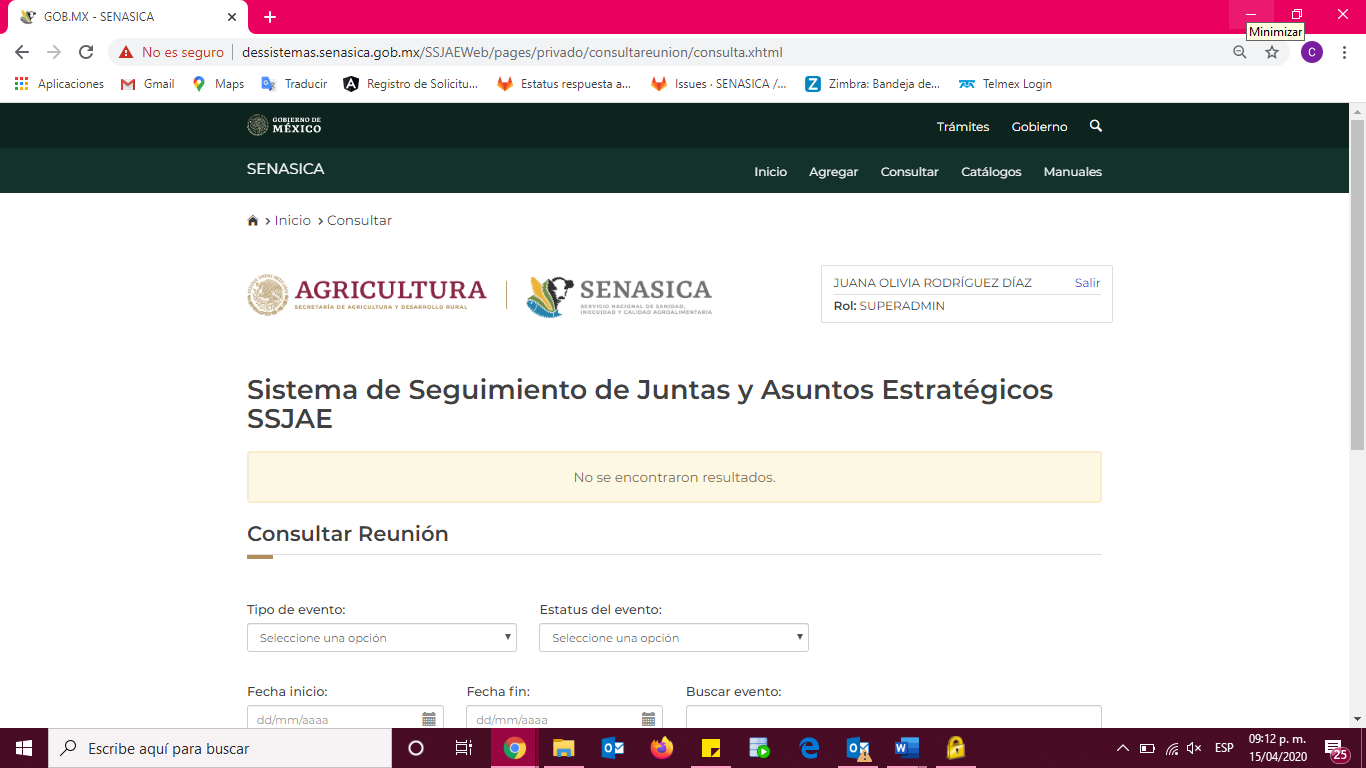 GOB.MX - SENASICA
Minimizar
No es seguro | dessistemas.senasica.gob.mx/SSJAEWeb/pages/privado/consultareunion/consulta.xhtml
C
Aplicaciones Gmail Maps Traducir Registro de Solicitu... Estatus respuesta a... Issues · SENASICA /... Zimbra: Bandeja de... Telmex Login
GOBIERNO DE
MÉXICO
Trámites Gobierno
SENASICA
Inicio Agregar Consultar Catálogos Manuales
Inicio Consultar
AGRICULTURA
SECRETARÍA DE AGRICULTURA Y DESARROLLO RURAL
SENASICA
SERVICIO NACIONAL DE SANIDAD,
INOCUIDAD Y CALIDAD AGROALIMENTARIA
JUANA OLIVIA RODRÍGUEZ DÍAZ Salir
Rol: SUPERADMIN
Sistema de Seguimiento de Juntas y Asuntos Estratégicos
SSJAE
No se encontraron resultados.
Consultar Reunión
Tipo de evento: Estatus del evento:
Seleccione una opción Seleccione una opción
Fecha inicio: Fecha fin: Buscar evento:
dd/mm/aaaa dd/mm/aaaa
Escribe aquí para buscar
ESP
09:12 p. m.
15/04/2020
25